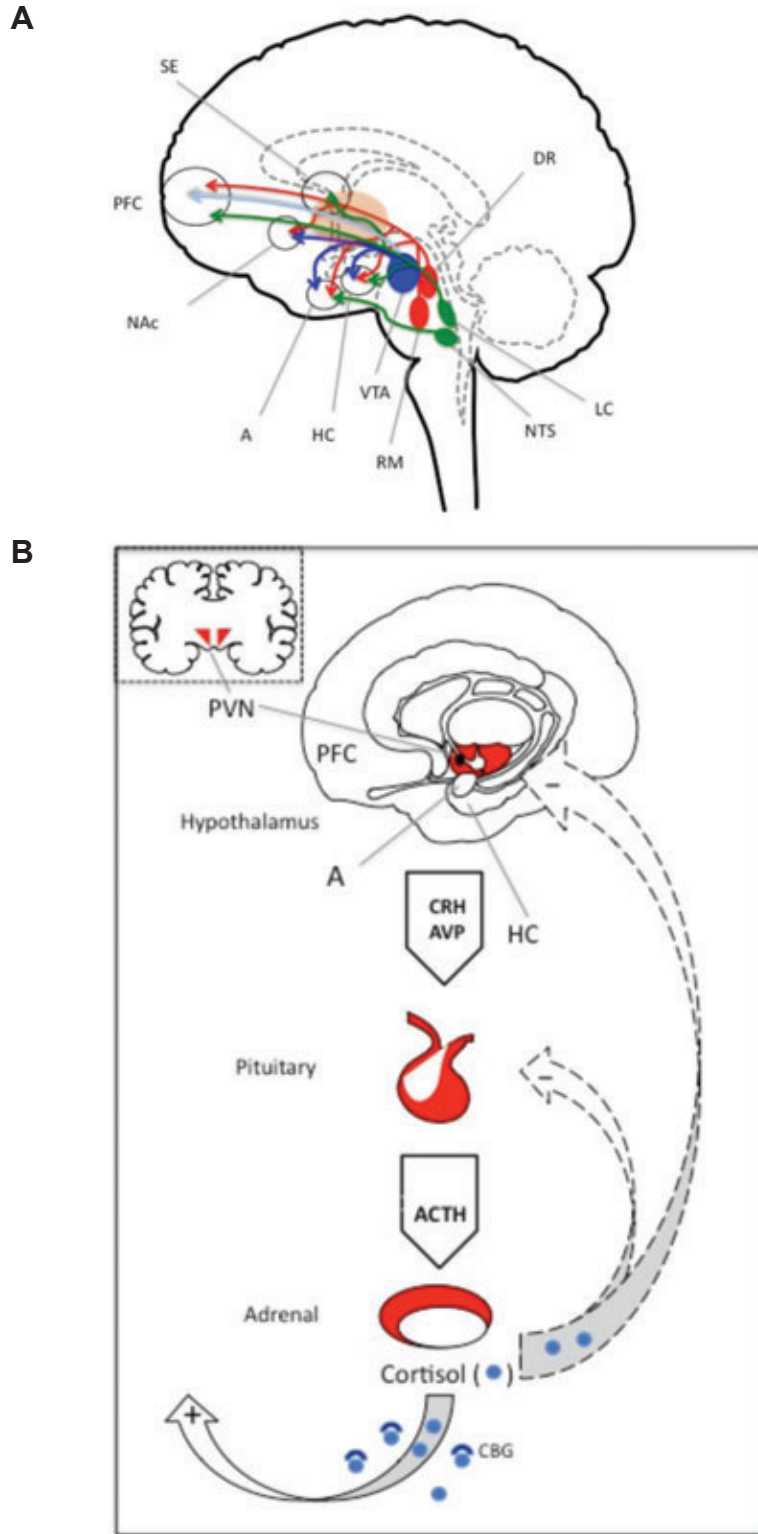 A
SE
DR
PFC
NAc
VTA
LC
A
HC
NTS
RM
B
PVN
PFC
Hypothalamus
−
A
CRH
AVP
HC
Pituitary
−
ACTH
Adrenal
Cortisol ( )
+
CBG